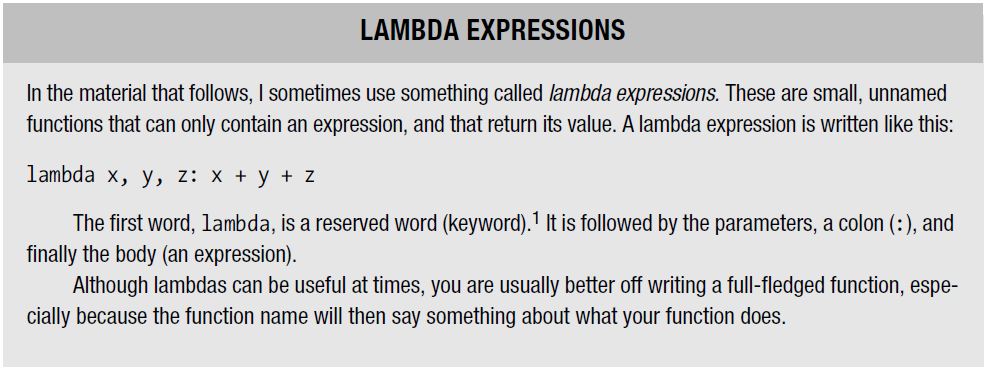 LAMBDA EXPRESSIONS
In the material that follows, I sometimes use something called lambda expressions. These are small, unnamed
functions that can only contain an expression, and that return its value. A lambda expression is written like this:
lambda x, y, z: x + y + z
The first word, lambda, is a reserved word (keyword).1 It is followed by the parameters, a colon (:), and
finally the body (an expression).
Although lambdas can be useful at times, you are usually better off writing a full-fledged function, espe-
cially because the function name will then say something about what your function does.